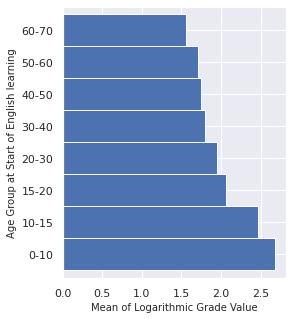 Age Group at Start of English learning
60-70
50-60
40-50
30-40
20-30
15-20
10-15
0-10
0.0 0.5 1.0 1.5 2.0 2.5
Mean of Logarithmic Grade Value